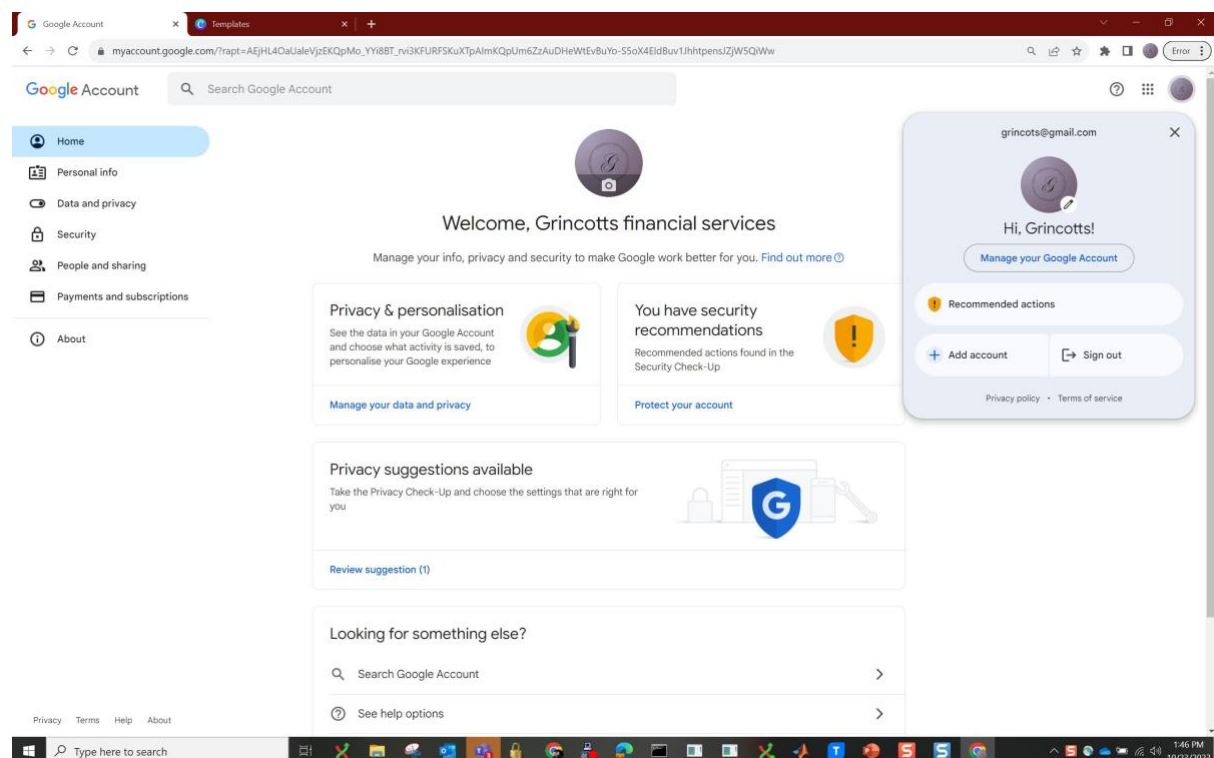 Google Account
Templates
myaccount.google.com/?rapt=AEjHL4OaUaleVjzEKQpMo_YYi8BT_rvi3KFURFSKuXTpAlmKQpUm6ZzAuDHeWtEvBuYo-S5oX4EldBuv1JhhtpensJZjW5QiWw
Error
Google Account
Search Google Account
Home
Personal info
Data and privacy
Security
People and sharing
Payments and subscriptions
About
Welcome, Grincotts financial services
Manage your info, privacy and security to make Google work better for you. Find out more
Privacy & personalisation
See the data in your Google Account
and choose what activity is saved, to
personalise your Google experience
Manage your data and privacy
You have security
recommendations
Recommended actions found in the
Security Check-Up
Protect your account
Privacy suggestions available
Take the Privacy Check-Up and choose the settings that are right for
you
Review suggestion (1)
Looking for something else?
Search Google Account
See help options
grincots@gmail.com
Hi, Grincotts!
Manage your Google Account
Recommended actions
Add account
Sign out
Privacy policy • Terms of service
Privacy Terms Help About
Type here to search
1:46 PM
10/23/2023